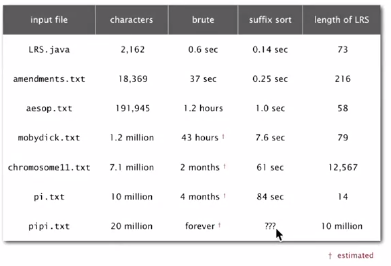 input file characters brute suffix sort length of LRS
LRS.java 2,162 0.6 sec 0.14 sec 73
amendments.txt 18,369 37 sec 0.25 sec 216
aesop.txt 191,945 1.2 hours 1.0 sec 58
mobydick.txt 1.2 million 43 hours † 7.6 sec 79
chromosome11.txt 7.1 million 2 months † 61 sec 12,567
pi.txt 10 million 4 months † 84 sec 14
pipi.txt 20 million forever † ??? 10 million
† estimated